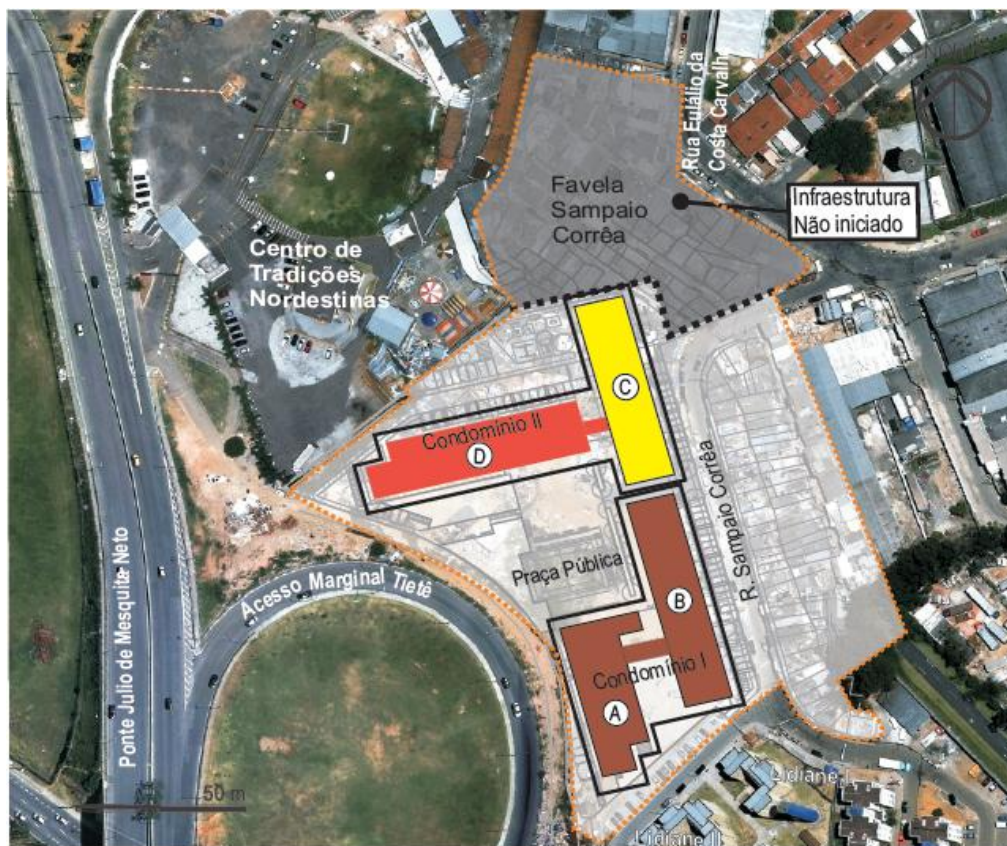 Rua Eulálio da
Costa Carvalh
Favela
Sampaio
Corrêa
Infraestrutura
Não iniciado
Centro de
Tradições
Nordestinas
C
Condomínio II
D
R. Sampaio Corrêa
Praça Pública
B
Condomínio I
A
Acesso Marginal Tietê
Ponte Julio de Mesquita Neto
50 m
Lidiane I
Lidiane II